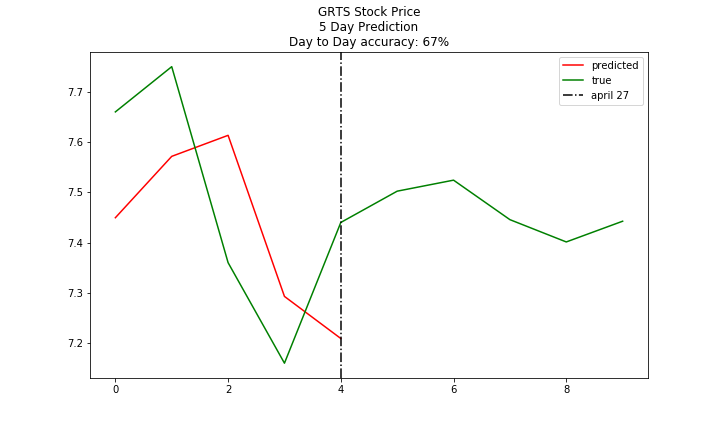 GRTS Stock Price
5 Day Prediction
Day to Day accuracy: 67%
predicted
true
april 27
7.7
7.6
7.5
7.4
7.3
7.2
0
2
4
6
8